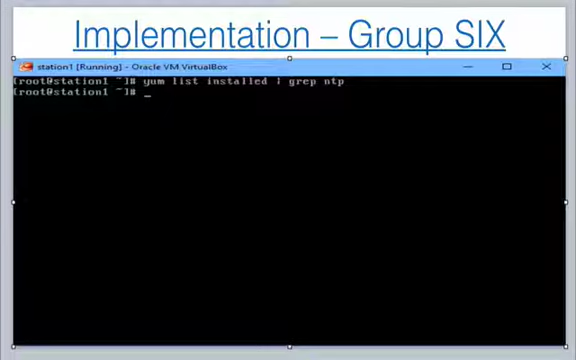 Implementation – Group SIX
station1 [Running] - Oracle VM VirtualBox
[root@station1 ~]# yum list installed | grep ntp
[root@station1 ~]# _